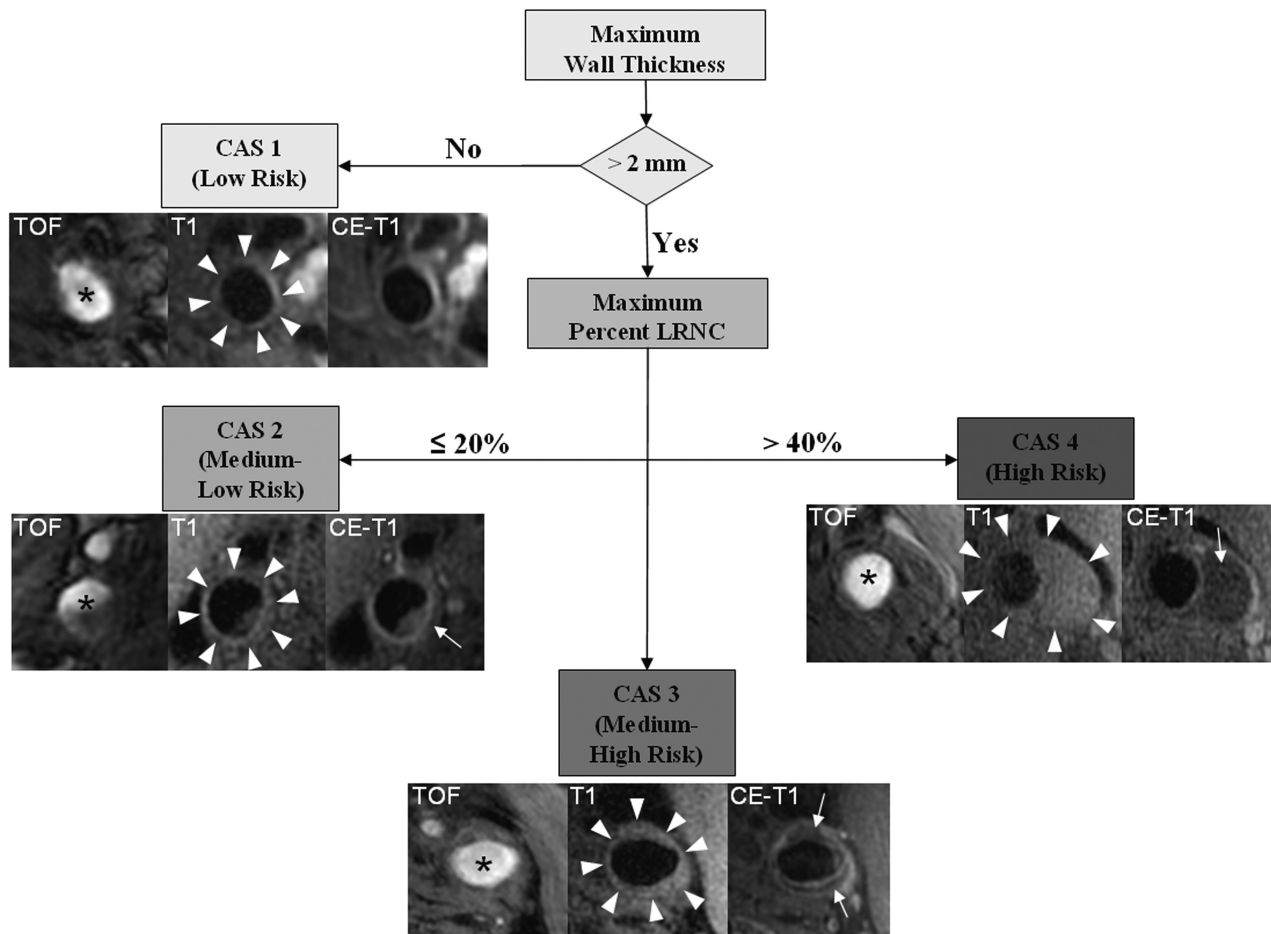 Maximum
Wall Thickness
> 2 mm
No
CAS 1
(Low Risk)
TOF T1 CE-T1
*
Yes
Maximum
Percent LRNC
≤ 20%
> 40%
CAS 2
(Medium-
Low Risk)
TOF T1 CE-T1
*
CAS 4
(High Risk)
TOF T1 CE-T1
*
CAS 3
(Medium-
High Risk)
TOF T1 CE-T1
*